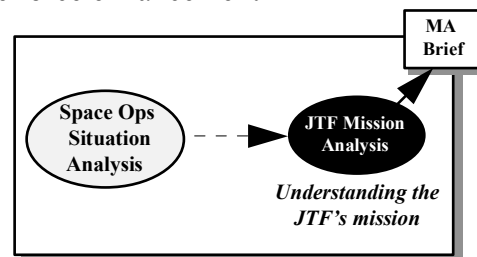 MA
Brief
Space Ops
Situation
Analysis
JTF Mission
Analysis
Understanding the
JTF's mission